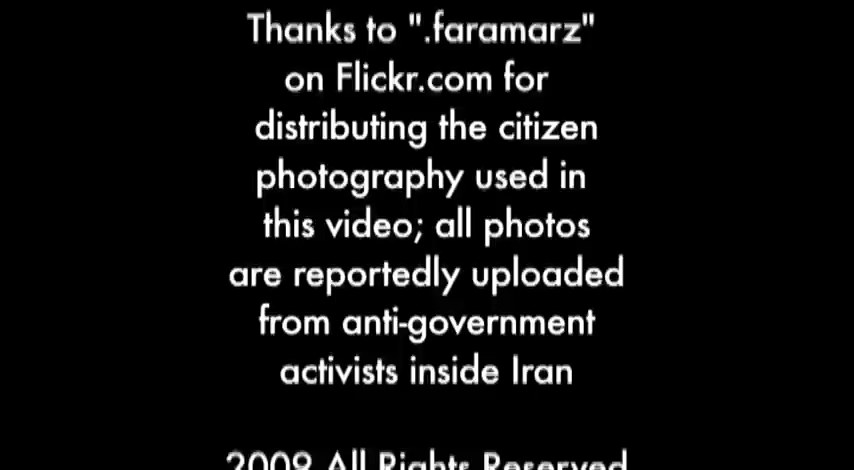 Thanks to ".faramarz"
on Flickr.com for
distributing the citizen
photography used in
this video; all photos
are reportedly uploaded
from anti-government
activists inside Iran
2009 All Rights Reserved